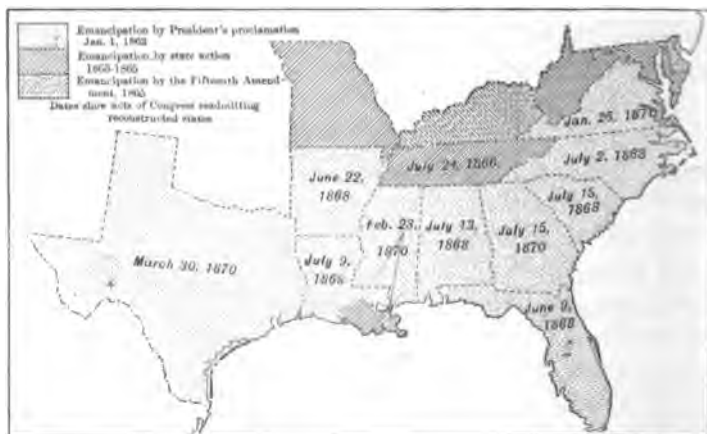 Emancipation by President's proclamation
Jan. 1, 1863
Emancipation by state action
1863-1865
Emancipation by the Fifteenth Amend-
ment, 1865
Dates show acts of Congress readmitting
reconstructed states
Jan. 26, 1870
July 24, 1866
July 2, 1868
June 22,
1868
July 15,
1868
Feb. 23,
1870
July 13,
1868
July 15,
1870
March 30, 1870
July 9,
1868
June 9,
1868